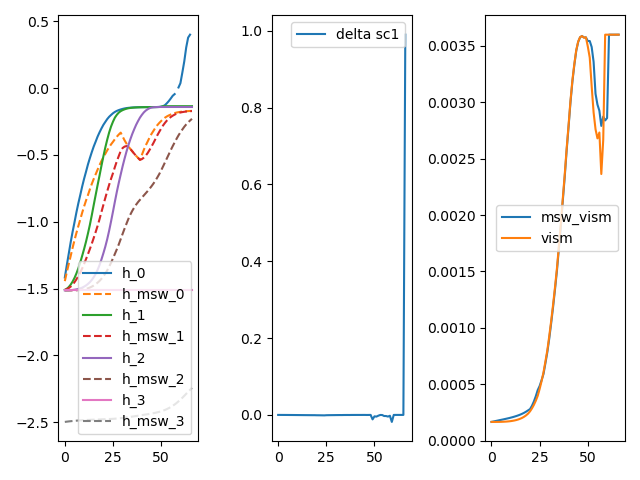 0.5
0.0
−0.5
−1.0
−1.5
−2.0
−2.5
0
25
50
h_0
h_msw_0
h_1
h_msw_1
h_2
h_msw_2
h_3
h_msw_3
1.0
0.8
0.6
0.4
0.2
0.0
0
25
50
delta sc1
0.0035
0.0030
0.0025
0.0020
0.0015
0.0010
0.0005
0.0000
0
25
50
msw_vism
vism